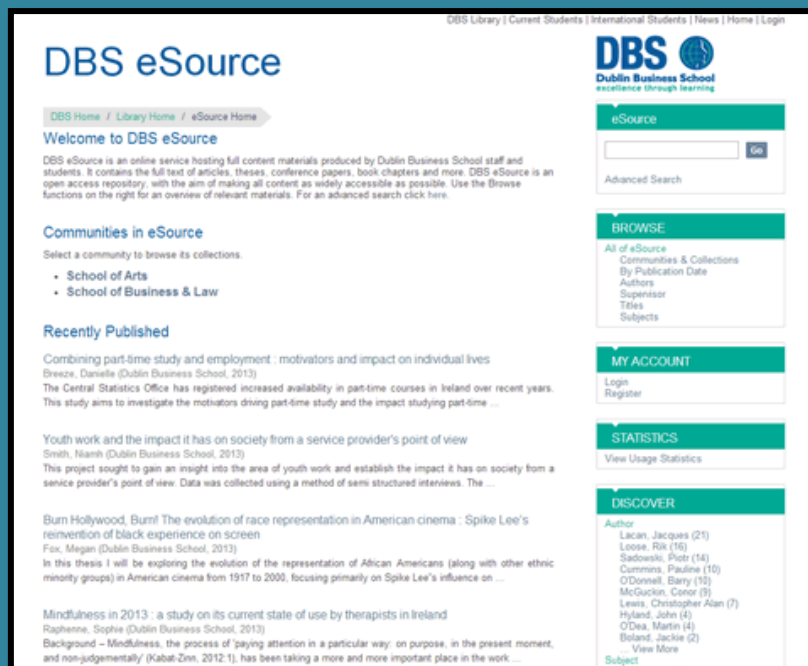 DBS Library | Current Students | International Students | News | Home | Login
DBS eSource
DBS
Dublin Business School
excellence through learning
DBS Home / Library Home / eSource Home
Welcome to DBS eSource
DBS eSource is an online service hosting full content materials produced by Dublin Business School staff and
students. It contains the full text of articles, theses, conference papers, book chapters and more. DBS eSource is an
open access repository, with the aim of making all content as widely accessible as possible. Use the Browse
functions on the right for an overview of relevant materials. For an advanced search click here.
Communities in eSource
Select a community to browse its collections.
• School of Arts
• School of Business & Law
Recently Published
Combining part-time study and employment : motivators and impact on individual lives
Breeze, Danielle (Dublin Business School, 2013)
The Central Statistics Office has registered increased availability in part-time courses in Ireland over recent years.
This study aims to investigate the motivators driving part-time study and the impact studying part-time ...
Youth work and the impact it has on society from a service provider's point of view
Smith, Niamh (Dublin Business School, 2013)
This project sought to gain an insight into the area of youth work and establish the impact it has on society from a
service provider's point of view. Data was collected using a method of semi structured interviews. The ...
Burn Hollywood, Burn! The evolution of race representation in American cinema : Spike Lee's
reinvention of black experience on screen
Fox, Megan (Dublin Business School, 2013)
In this thesis I will be exploring the evolution of the representation of African Americans (along with other ethnic
minority groups) in American cinema from 1917 to 2000, focusing primarily on Spike Lee's influence on ...
Mindfulness in 2013 : a study on its current state of use by therapists in Ireland
Raphenne, Sophie (Dublin Business School, 2013)
Background – Mindfulness, the process of 'paying attention in a particular way: on purpose, in the present moment,
and non-judgementally' (Kabat-Zinn, 2012:1), has been taking a more and more important place in the work ...
eSource
Go
Advanced Search
BROWSE
All of eSource
Communities & Collections
By Publication Date
Authors
Supervisor
Titles
Subjects
MY ACCOUNT
Login
Register
STATISTICS
View Usage Statistics
DISCOVER
Author
Lacan, Jacques (21)
Loose, Rik (16)
Sadowski, Piotr (14)
Cummins, Pauline (10)
O'Donnell, Barry (10)
McGuckin, Conor (9)
Lewis, Christopher Alan (7)
Hyland, John (4)
O'Dea, Martin (4)
Boland, Jackie (2)
... View More
Subject